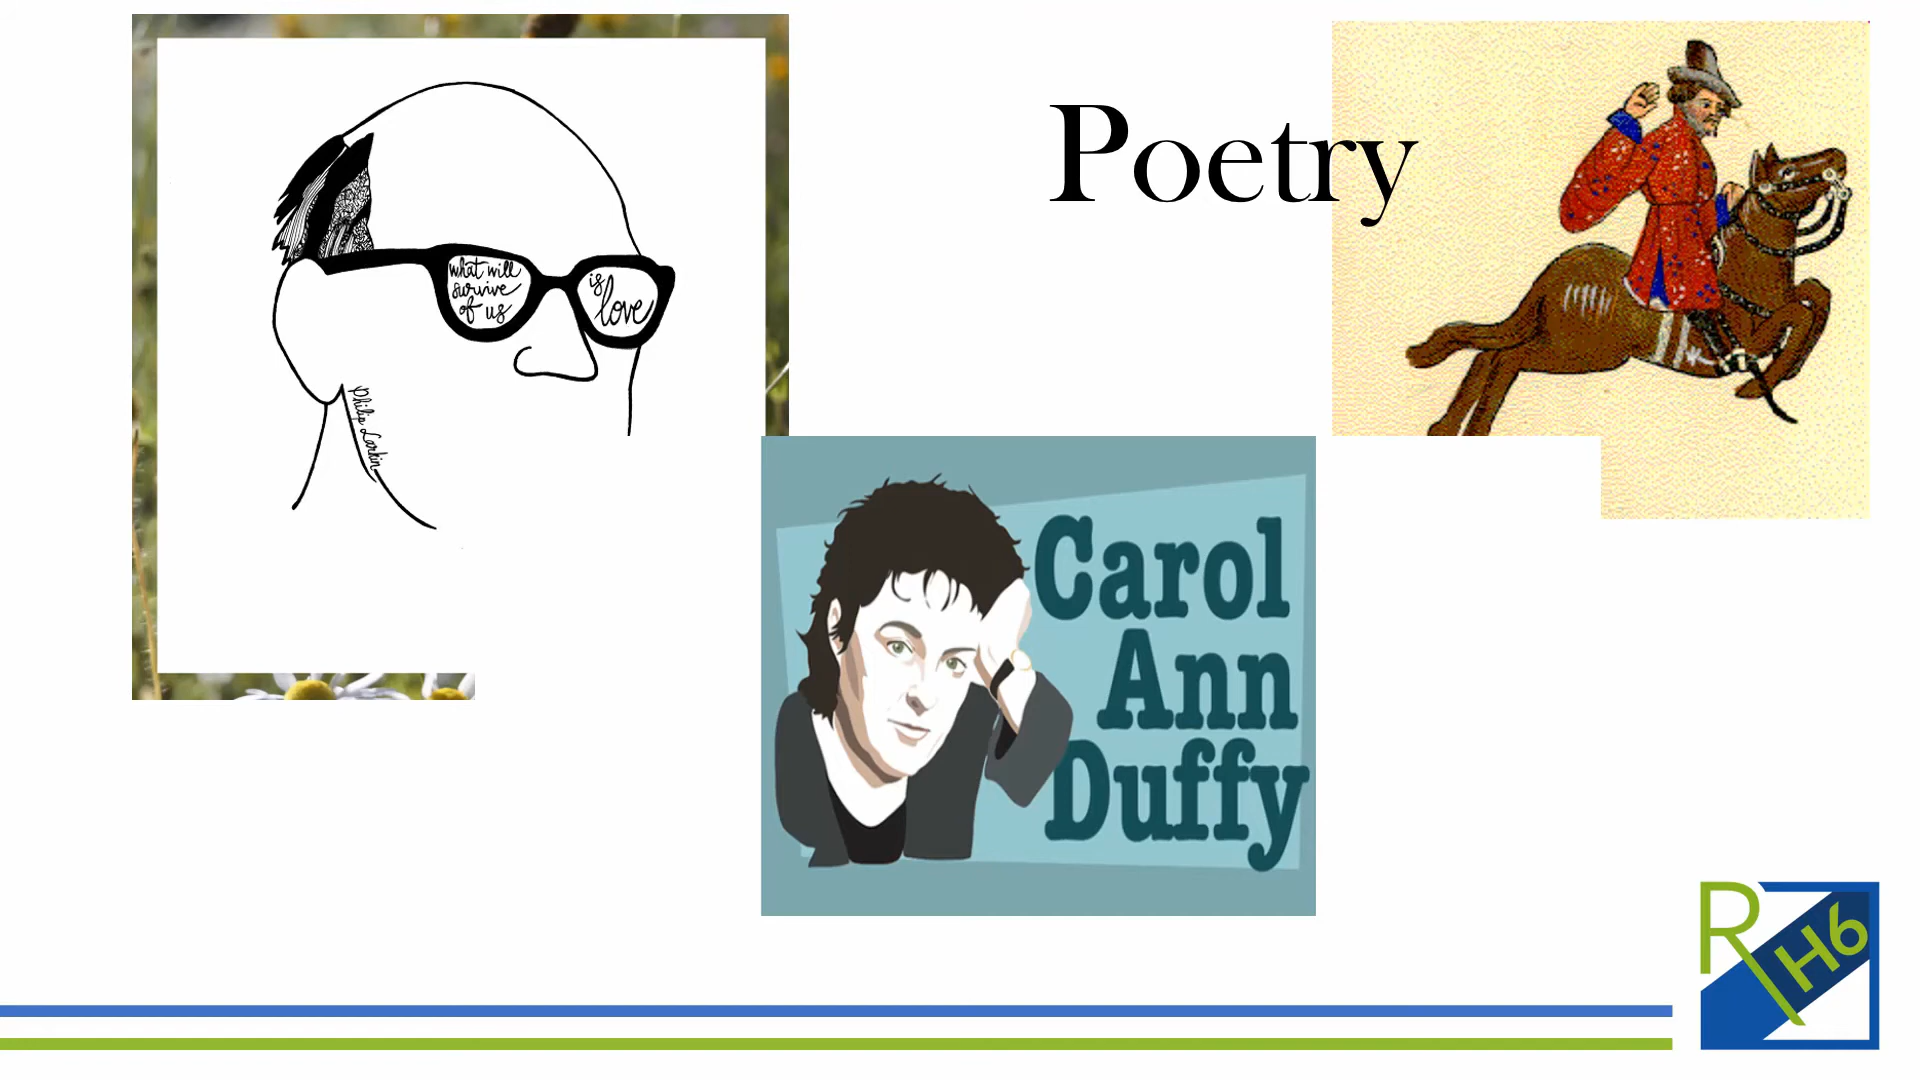 Poetry
what will
survive
of us
is
love
Philip Larkin
Carol
Ann
Duffy
RH6